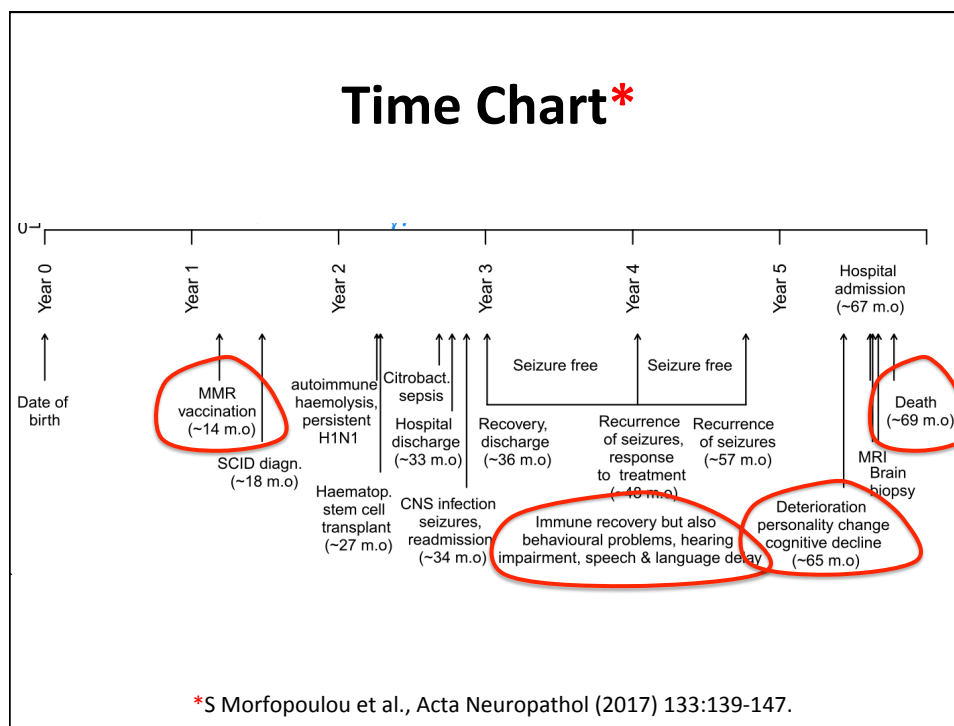 Time Chart*
Year 0
Year 1
Year 2
Year 3
Year 4
Year 5
Hospital
admission
(~67 m.o)
Date of
birth
MMR
vaccination
(~14 m.o)
SCID diagn.
(~18 m.o)
autoimmune
haemolysis,
persistent
H1N1
Haematop.
stem cell
transplant
(~27 m.o)
Citrobact.
sepsis
Hospital
discharge
(~33 m.o)
CNS infection
seizures,
readmission
(~34 m.o)
Seizure free
Seizure free
Recovery,
discharge
(~36 m.o)
Recurrence
of seizures,
response
to treatment
(~48 m.o)
Recurrence
of seizures
(~57 m.o)
Immune recovery but also
behavioural problems, hearing
impairment, speech & language delay
Deterioration
personality change
cognitive decline
(~65 m.o)
MRI
Brain
biopsy
Death
(~69 m.o)
*S Morfopoulou et al., Acta Neuropathol (2017) 133:139-147.